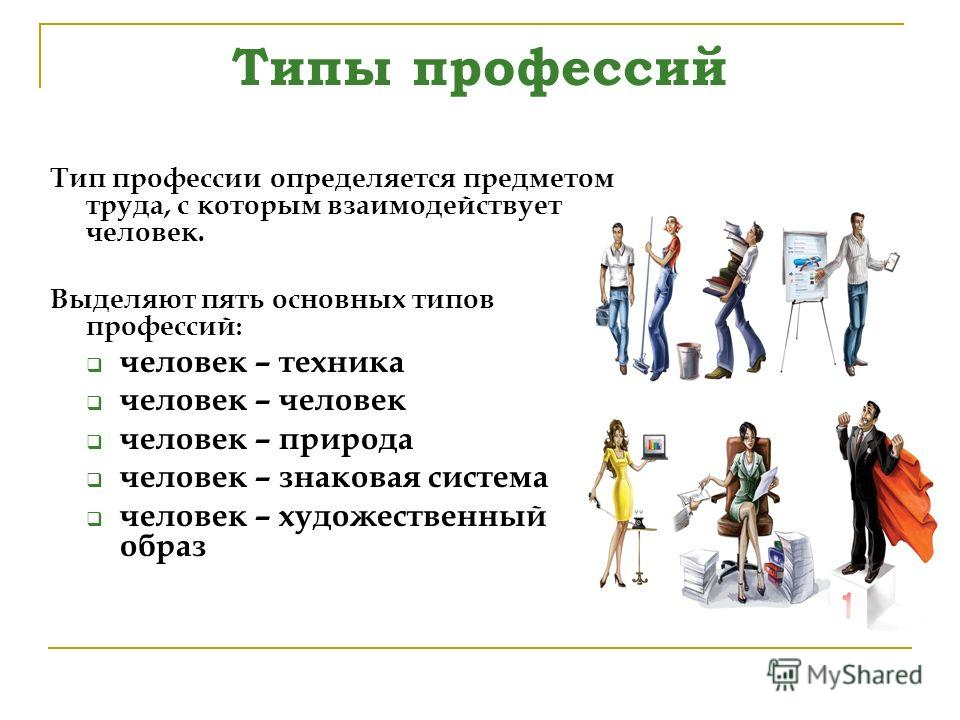 Типы профессий
Тип профессии определяется предметом
труда, с которым взаимодействует
человек.
Выделяют пять основных типов
профессий:
человек – техника
человек – человек
человек – природа
человек – знаковая система
человек – художественный
образ
1
MyShared